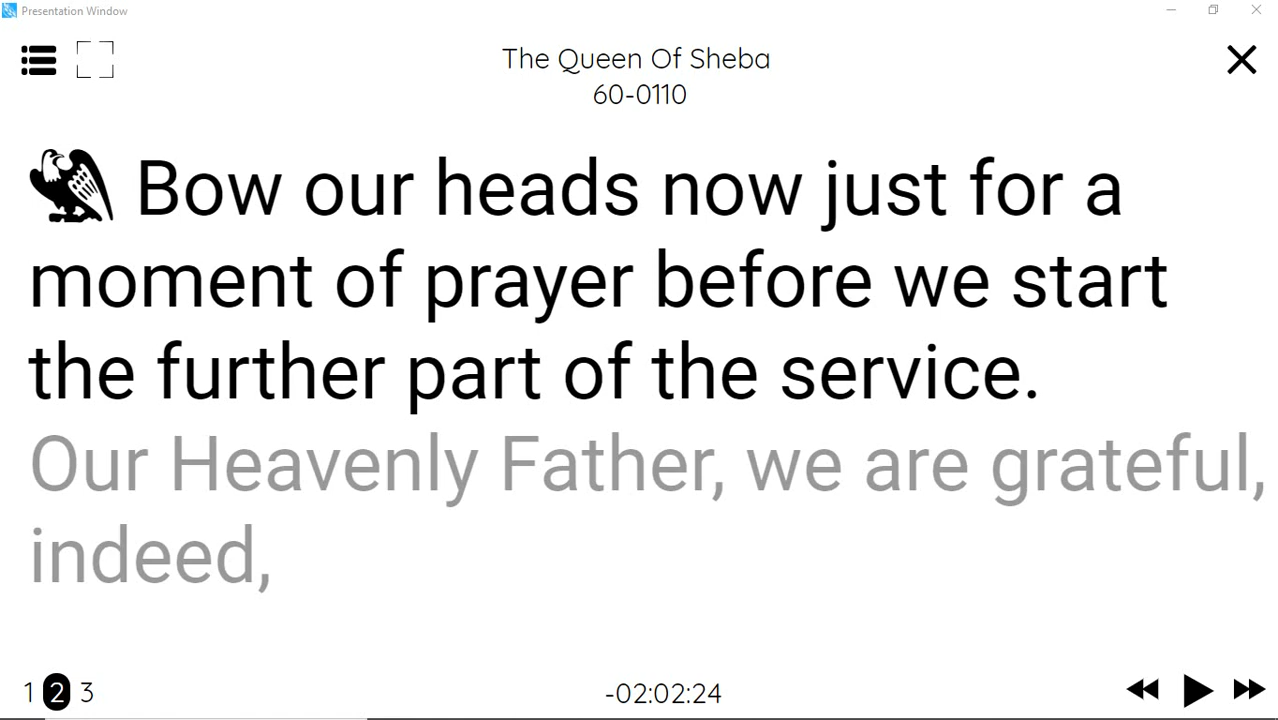 Presentation Window
The Queen Of Sheba
60-0110
Bow our heads now just for a
moment of prayer before we start
the further part of the service.
Our Heavenly Father, we are grateful,
indeed,
1 2 3
-02:02:24